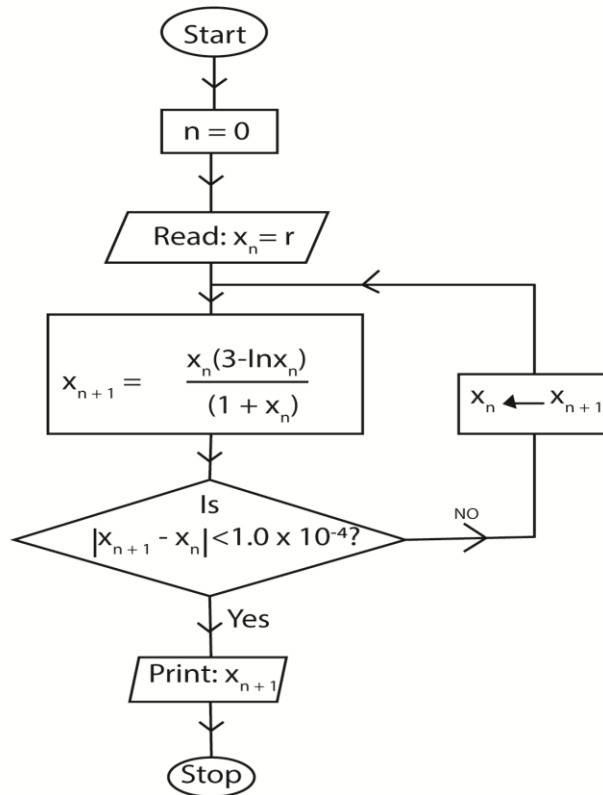 Start
n = 0
Read: xₙ= r
xₙ₊₁ = xₙ(3-lnxₙ)
(1 + xₙ)
xₙ ← xₙ₊₁
Is
|xₙ₊₁ - xₙ|<1.0 x 10⁻⁴?
NO
Yes
Print: xₙ₊₁
Stop